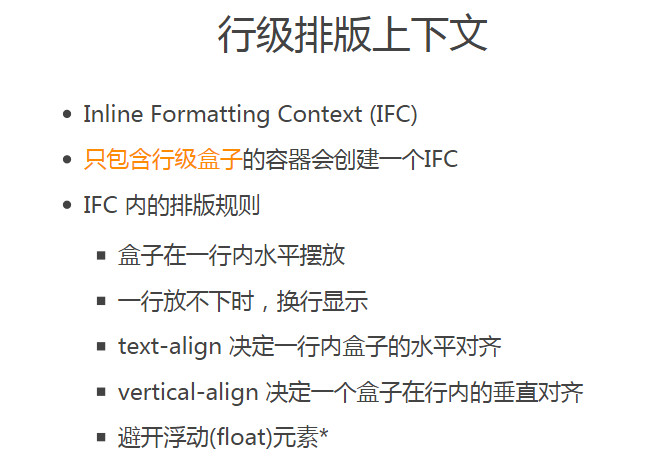 行级排版上下文
Inline Formatting Context (IFC)
只包含行级盒子的容器会创建一个IFC
IFC 内的排版规则
盒子在一行内水平摆放
一行放不下时，换行显示
text-align 决定一行内盒子的水平对齐
vertical-align 决定一个盒子在行内的垂直对齐
避开浮动(float)元素*